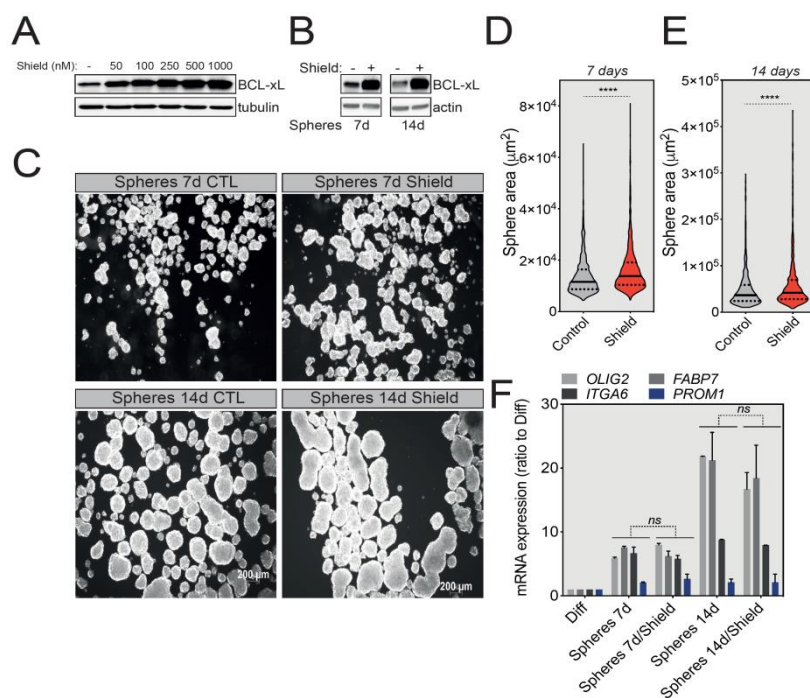 A
Shield (nM): - 50 100 250 500 1000
BCL-xL
tubulin
B
Shield: - + - +
BCL-xL
actin
Spheres 7d 14d
C
Spheres 7d CTL
Spheres 7d Shield
Spheres 14d CTL
Spheres 14d Shield
200 µm
200 µm
D
7 days
****
Sphere area (µm²)
8×10⁴
6×10⁴
4×10⁴
2×10⁴
0
Control
Shield
E
14 days
****
Sphere area (µm²)
5×10⁵
4×10⁵
3×10⁵
2×10⁵
1×10⁵
0
Control
Shield
F
OLIG2 FABP7
ITGA6 PROM1
mRNA expression (ratio to Diff)
30
20
10
0
ns
ns
Diff
Spheres 7d
Spheres 7d/Shield
Spheres 14d
Spheres 14d/Shield